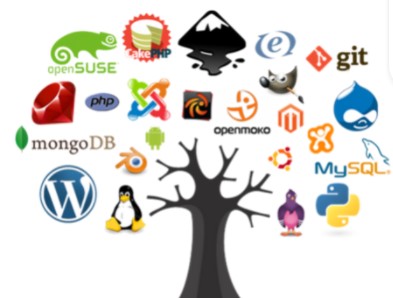 openSUSE
CakePHP
e
git
php
openmoko
mongoDB
MySQL
W